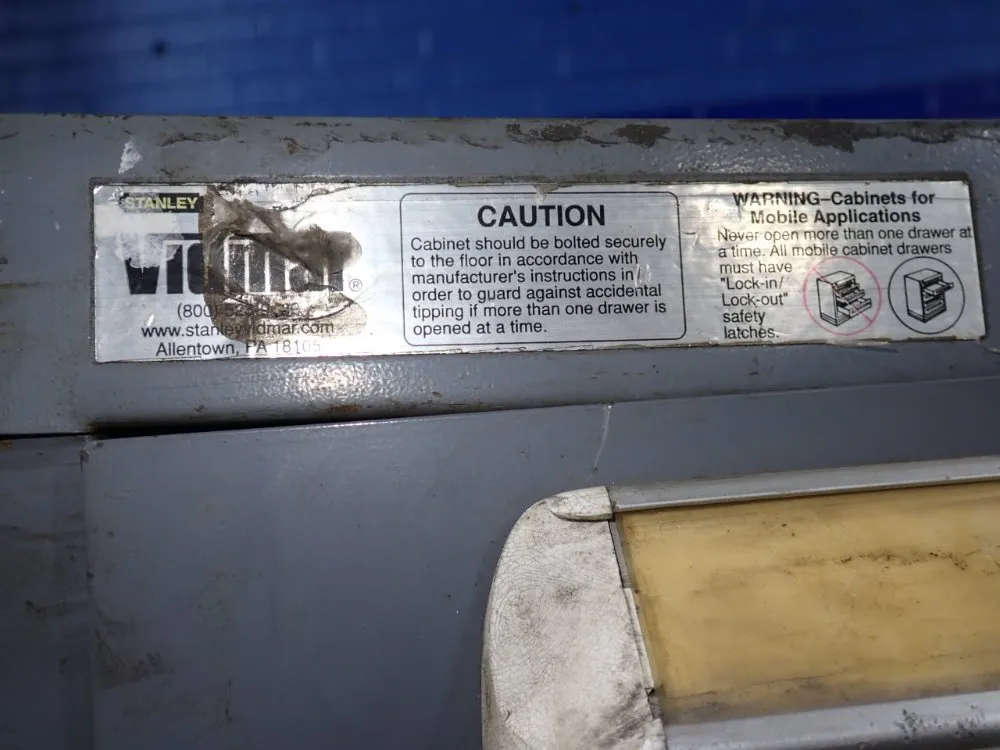 STANLEY
Vidmar®
(800)
www.stanleyvidmar.com
Allentown, PA 18105
CAUTION
Cabinet should be bolted securely
to the floor in accordance with
manufacturer's instructions in
order to guard against accidental
tipping if more than one drawer is
opened at a time.
WARNING–Cabinets for
Mobile Applications
Never open more than one drawer at
a time. All mobile cabinet drawers
must have
"Lock-in/
Lock-out"
safety
latches.